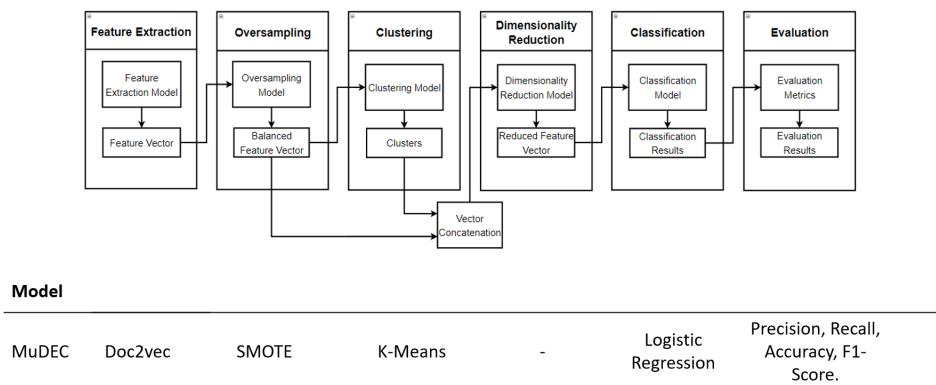 Feature Extraction
Oversampling
Clustering
Dimensionality
Reduction
Classification
Evaluation
Feature
Extraction Model
Feature Vector
Oversampling
Model
Balanced
Feature Vector
Clustering Model
Clusters
Dimensionality
Reduction Model
Reduced Feature
Vector
Classification
Model
Classification
Results
Evaluation
Metrics
Evaluation
Results
Vector
Concatenation
Model
MuDEC
Doc2vec
SMOTE
K-Means
-
Logistic
Regression
Precision, Recall,
Accuracy, F1-
Score.